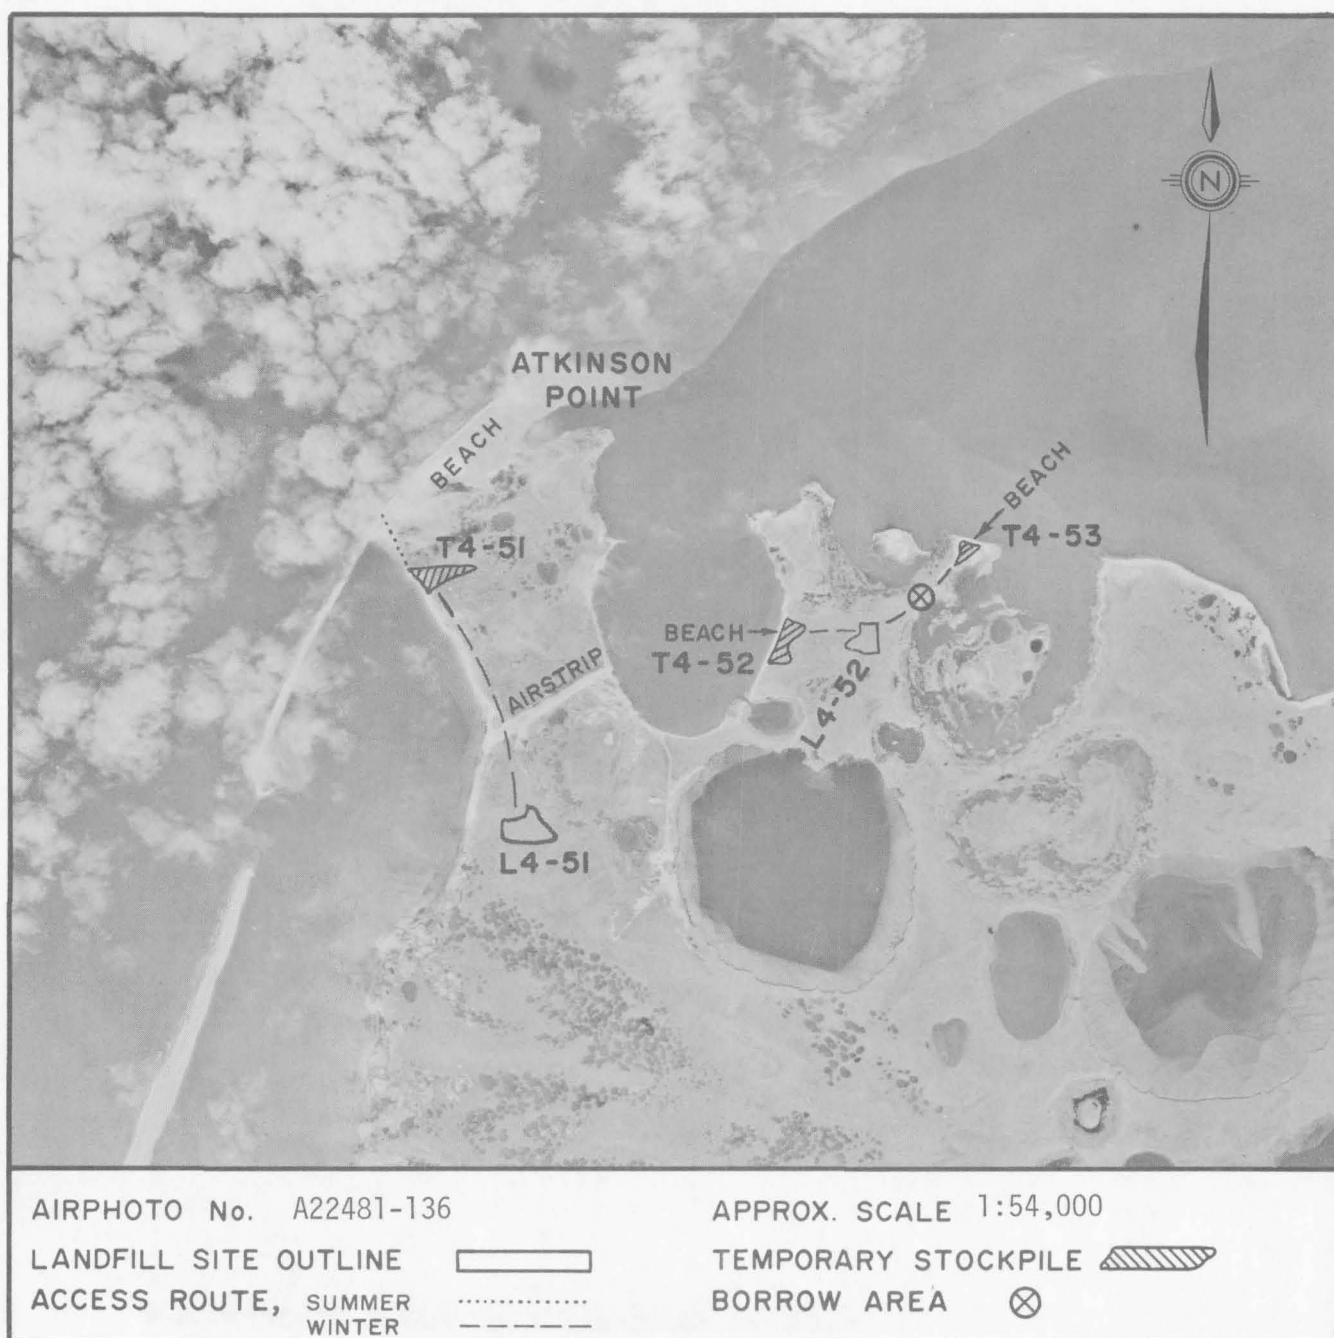 N
ATKINSON
POINT
BEACH
BEACH
T4-51
T4-53
BEACH
T4-52
AIRSTRIP
L4-52
L4-51
AIRPHOTO No. A22481-136
APPROX. SCALE 1:54,000
LANDFILL SITE OUTLINE
TEMPORARY STOCKPILE
ACCESS ROUTE, SUMMER
WINTER
BORROW AREA